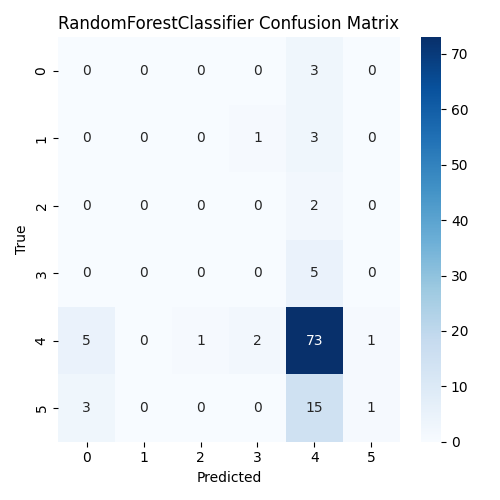 RandomForestClassifier Confusion Matrix
0 0 0 0 0 3 0
1 0 0 0 1 3 0
2 0 0 0 0 2 0
3 0 0 0 0 5 0
4 5 0 1 2 73 1
5 3 0 0 0 15 1
0 1 2 3 4 5
True
Predicted
70
60
50
40
30
20
10
0